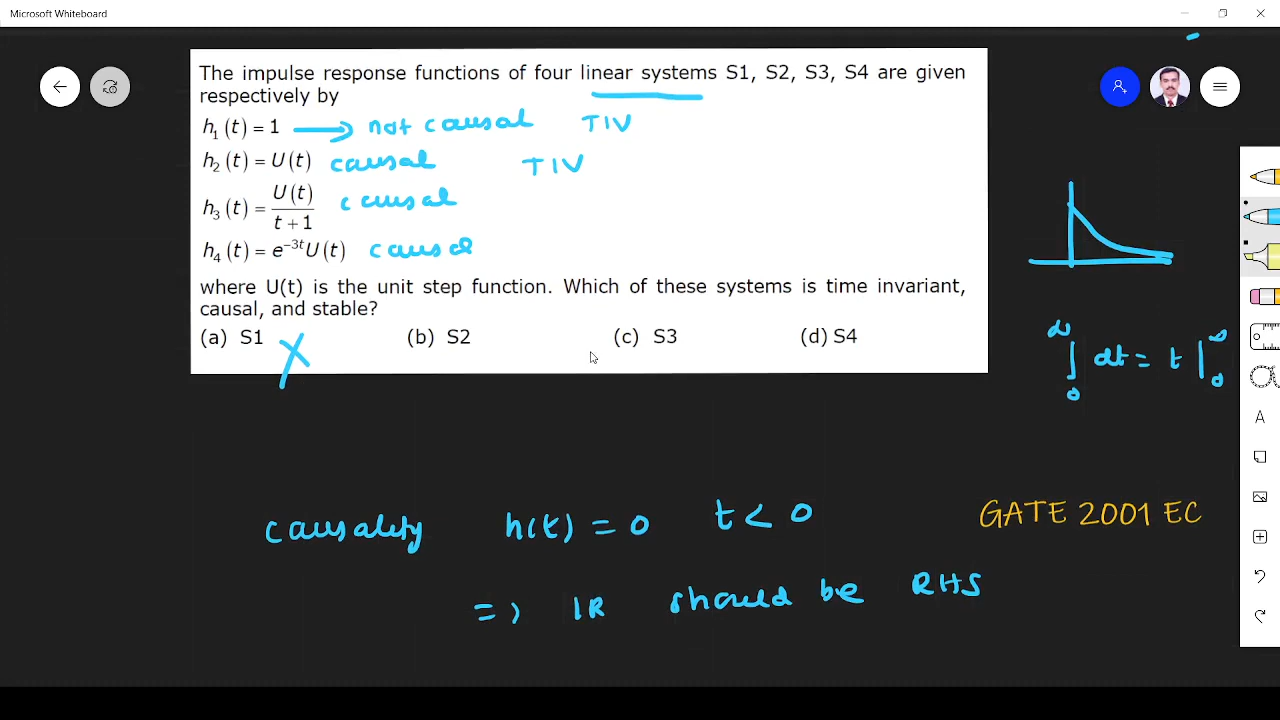 Microsoft Whiteboard
The impulse response functions of four linear systems S1, S2, S3, S4 are given
respectively by
h₁(t) = 1 → not causal TIV
h₂(t) = U(t) causal TIV
h₃(t) = U(t)/(t+1) causal
h₄(t) = e⁻³ᵗU(t) causal
where U(t) is the unit step function. Which of these systems is time invariant,
causal, and stable?
(a) S1 X (b) S2 (c) S3 (d) S4
∫₀^∞ dt = t |₀^∞
causality h(t) = 0 t < 0
GATE 2001 EC
=> IR should be RHS
A